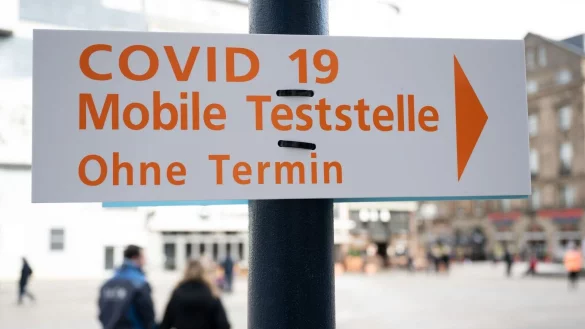 COVID 19
Mobile Teststelle
Ohne Termin